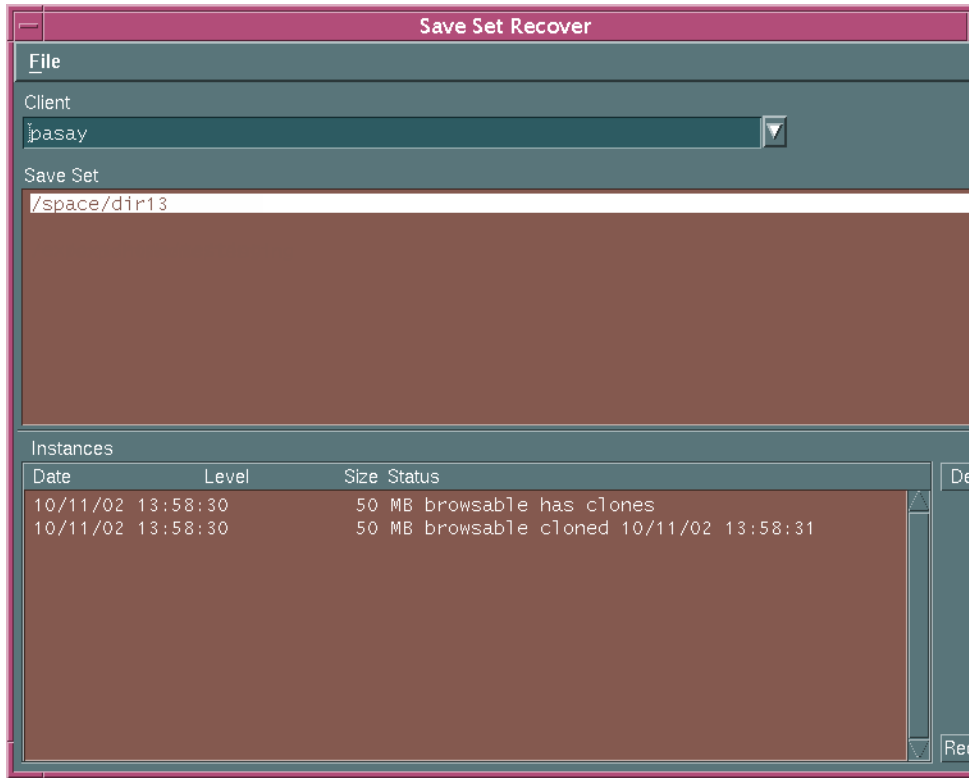 Save Set Recover
File
Client
pasay
Save Set
/space/dir13
Instances
Date Level Size Status
10/11/02 13:58:30 50 MB browsable has clones
10/11/02 13:58:30 50 MB browsable cloned 10/11/02 13:58:31